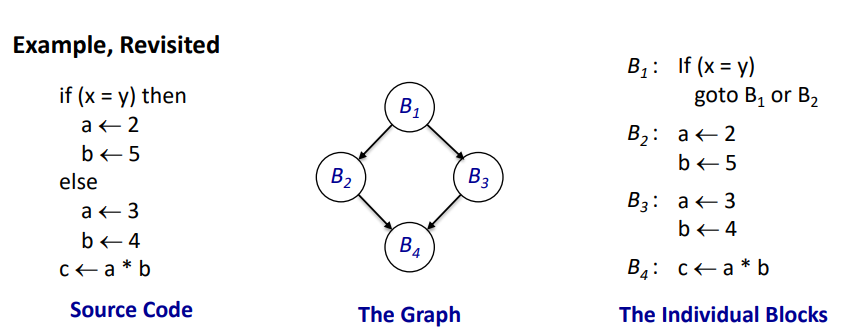 Example, Revisited
if (x = y) then
a ← 2
b ← 5
else
a ← 3
b ← 4
c ← a * b
Source Code
B1
B2
B3
B4
The Graph
B1: If (x = y)
goto B1 or B2
B2: a ← 2
b ← 5
B3: a ← 3
b ← 4
B4: c ← a * b
The Individual Blocks